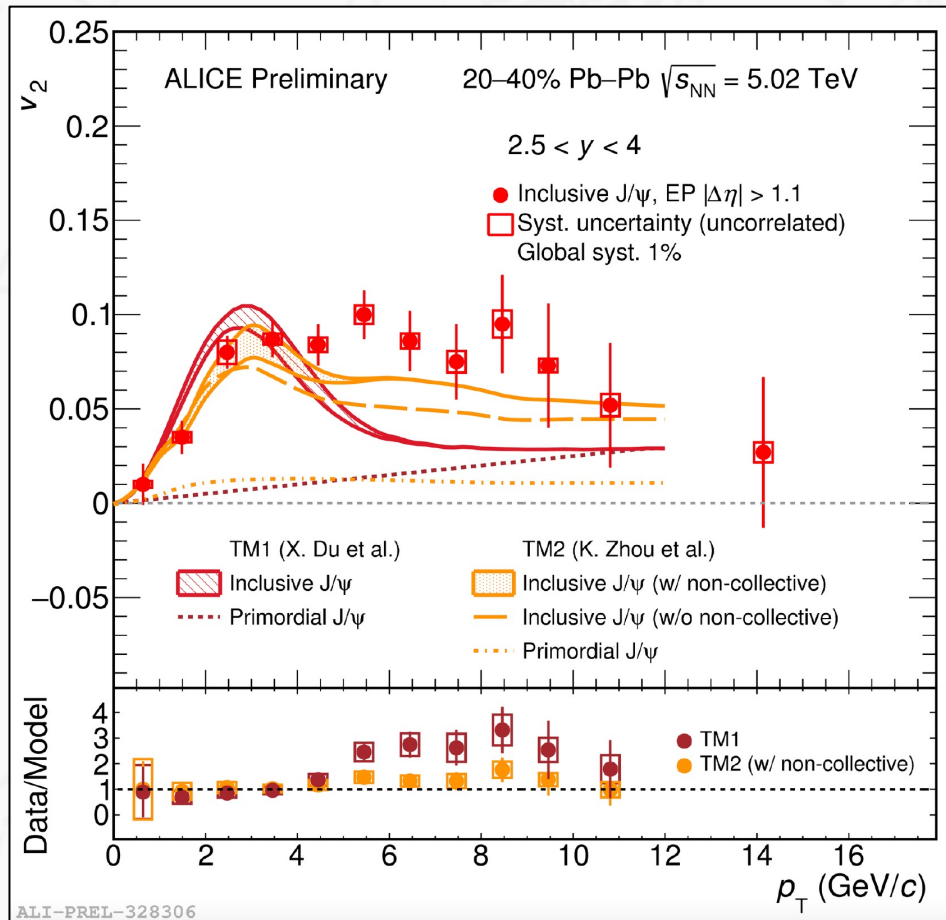 ALICE Preliminary
20–40% Pb–Pb √sNN = 5.02 TeV
2.5 < y < 4
Inclusive J/ψ, EP |Δη| > 1.1
Syst. uncertainty (uncorrelated)
Global syst. 1%
v2
0.25
0.2
0.15
0.1
0.05
0
−0.05
TM1 (X. Du et al.)
Inclusive J/ψ
Primordial J/ψ
TM2 (K. Zhou et al.)
Inclusive J/ψ (w/ non-collective)
Inclusive J/ψ (w/o non-collective)
Primordial J/ψ
Data/Model
4
3
2
1
0
TM1
TM2 (w/ non-collective)
0 2 4 6 8 10 12 14 16
pT (GeV/c)
ALI-PREL-328306